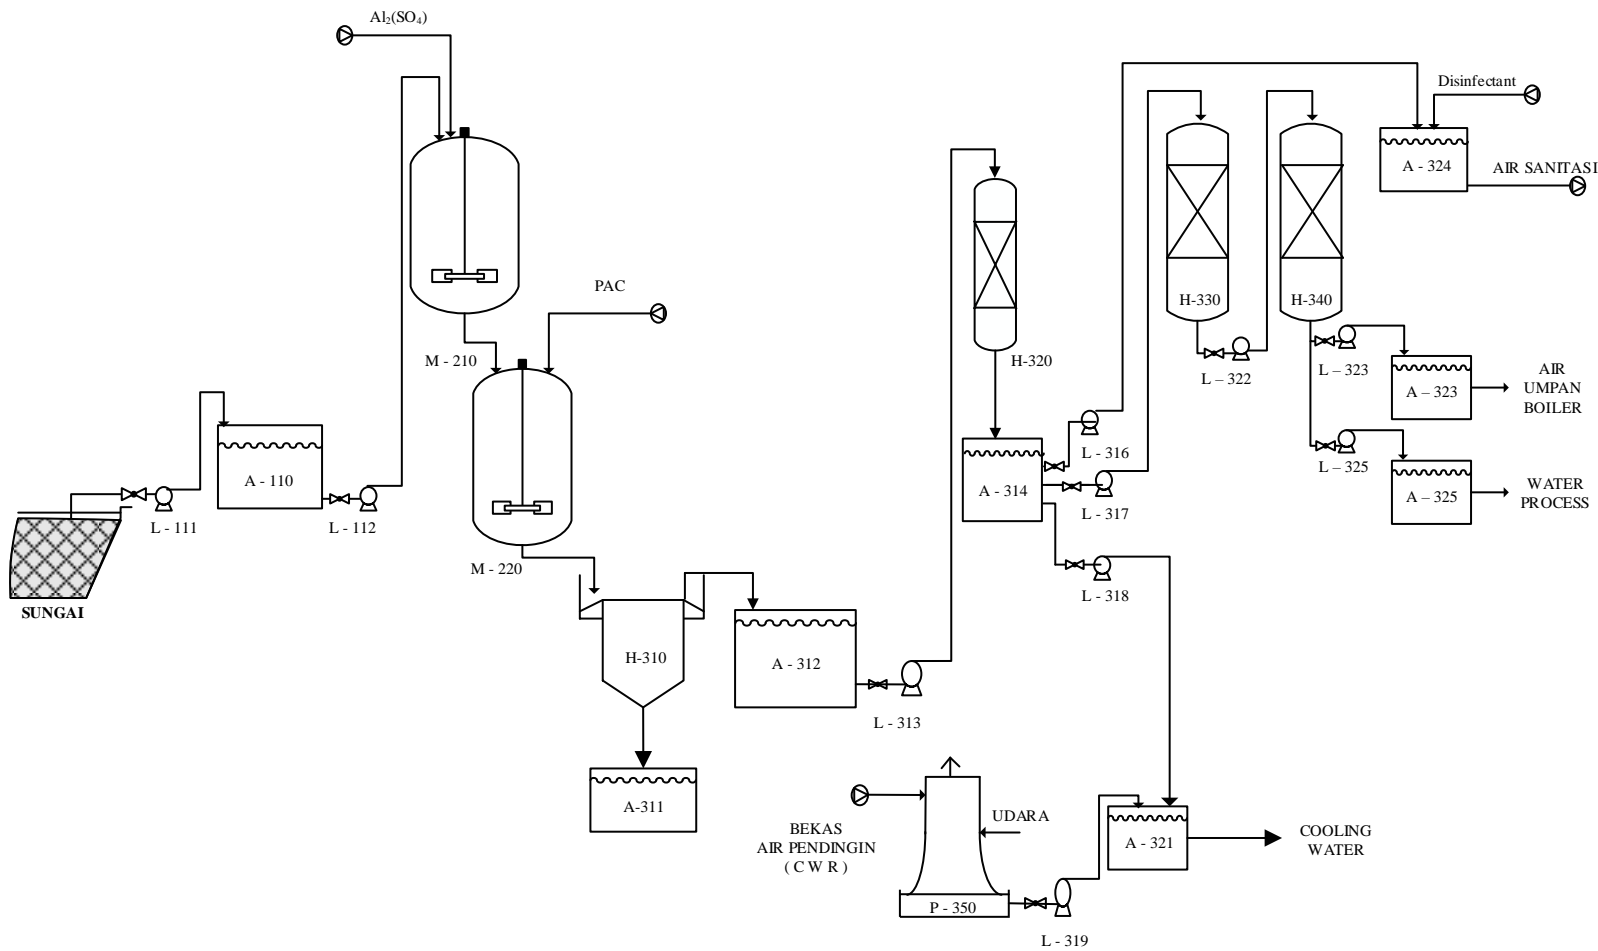 Al₂(SO₄)
Disinfectant
A - 324
AIR SANITASI
PAC
H-330
H-340
M - 210
H-320
L – 322
L – 323
A – 323
AIR
UMPAN
BOILER
L - 316
L – 325
A - 110
A - 314
A – 325
WATER
PROCESS
L - 111
L - 112
L - 317
M - 220
L - 318
SUNGAI
H-310
A - 312
L - 313
A-311
UDARA
BEKAS
AIR PENDINGIN
( C W R )
A - 321
COOLING
WATER
P - 350
L - 319